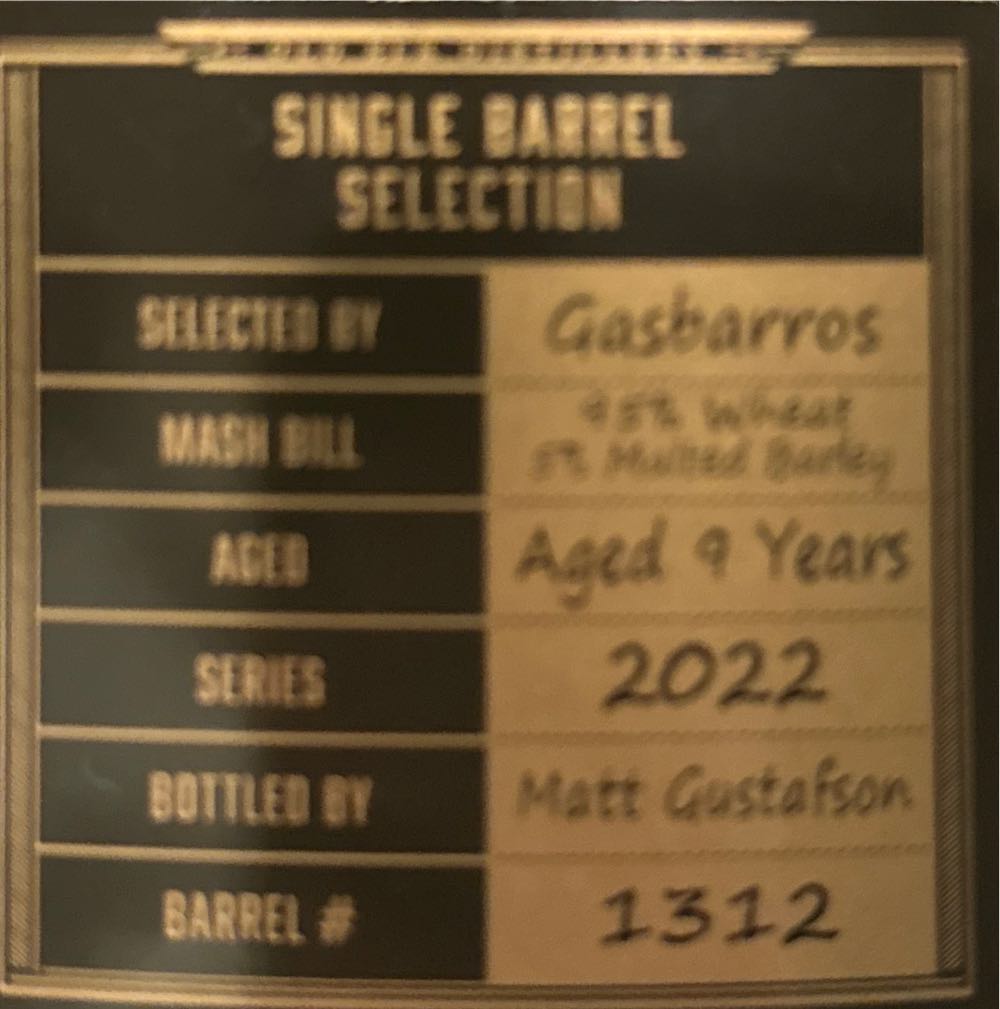 SINGLE BARREL
SELECTION
SELECTED BY
Gasbarros
MASH BILL
95% Wheat
5% Malted Barley
AGED
Aged 9 Years
SERIES
2022
BOTTLED BY
Matt Gustafson
BARREL #
1312